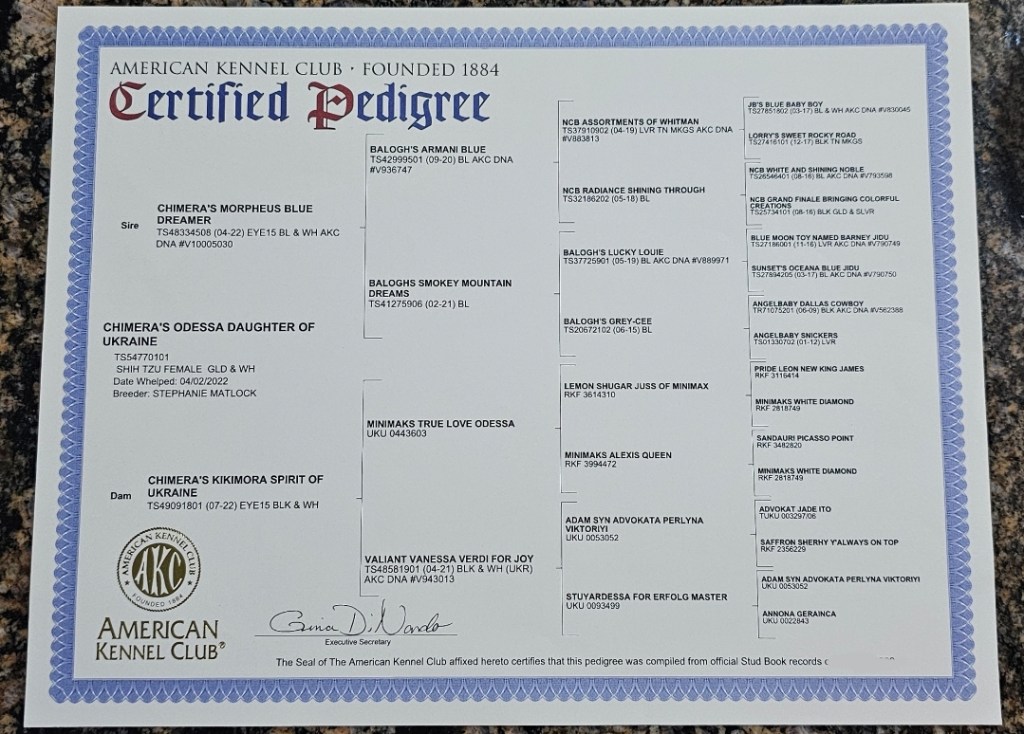 AMERICAN KENNEL CLUB · FOUNDED 1884
Certified Pedigree
Sire
CHIMERA'S MORPHEUS BLUE
DREAMER
TS48334508 (04-22) EYE15 BL & WH AKC
DNA #V10005030
CHIMERA'S ODESSA DAUGHTER OF
UKRAINE
TS54770101
SHIH TZU FEMALE GLD & WH
Date Whelped: 04/02/2022
Breeder: STEPHANIE MATLOCK
Dam
CHIMERA'S KIKIMORA SPIRIT OF
UKRAINE
TS49091801 (07-22) EYE15 BLK & WH
BALOGH'S ARMANI BLUE
TS42999501 (09-20) BL AKC DNA
#V936747
BALOGHS SMOKEY MOUNTAIN
DREAMS
TS41275906 (02-21) BL
MINIMAKS TRUE LOVE ODESSA
UKU 0443603
VALIANT VANESSA VERDI FOR JOY
TS48581901 (04-21) BLK & WH (UKR)
AKC DNA #V943013
NCB ASSORTMENTS OF WHITMAN
TS37910902 (04-19) LVR TN MKGS AKC DNA
#V883813
NCB RADIANCE SHINING THROUGH
TS32186202 (05-18) BL
BALOGH'S LUCKY LOUIE
TS37725901 (05-19) BL AKC DNA #V889971
BALOGH'S GREY-CEE
TS20672102 (06-15) BL
LEMON SHUGAR JUSS OF MINIMAX
RKF 3614310
MINIMAKS ALEXIS QUEEN
RKF 3994472
ADAM SYN ADVOKATA PERLYNA
VIKTORIYI
UKU 0053052
STUYARDESSA FOR ERFOLG MASTER
UKU 0093499
JB'S BLUE BABY BOY
TS27851802 (03-17) BL & WH AKC DNA #V830045
LORRY'S SWEET ROCKY ROAD
TS27416101 (12-17) BLK TN MKGS
NCB WHITE AND SHINING NOBLE
TS26546401 (08-16) BL AKC DNA #V793598
NCB GRAND FINALE BRINGING COLORFUL
CREATIONS
TS25734101 (08-16) BLK GLD & SLVR
BLUE MOON TOY NAMED BARNEY JIDU
TS27186001 (11-16) LVR AKC DNA #V790749
SUNSET'S OCEANA BLUE JIDU
TS27894205 (03-17) BL AKC DNA #V790750
ANGELBABY DALLAS COWBOY
TR71075201 (06-09) BLK AKC DNA #V562388
ANGELBABY SNICKERS
TS01330702 (01-12) LVR
PRIDE LEON NEW KING JAMES
RKF 3116414
MINIMAKS WHITE DIAMOND
RKF 2818749
SANDAURI PICASSO POINT
RKF 3482820
MINIMAKS WHITE DIAMOND
RKF 2818749
ADVOKAT JADE ITO
TUKU 003297/06
SAFFRON SHERHY Y'ALWAYS ON TOP
RKF 2356229
ADAM SYN ADVOKATA PERLYNA VIKTORIYI
UKU 0053052
ANNONA GERAINCA
UKU 0022843
AMERICAN KENNEL CLUB
AKC
FOUNDED 1884
AMERICAN
KENNEL CLUB®
Gina DiNardo
Executive Secretary
The Seal of The American Kennel Club affixed hereto certifies that this pedigree was compiled from official Stud Book records